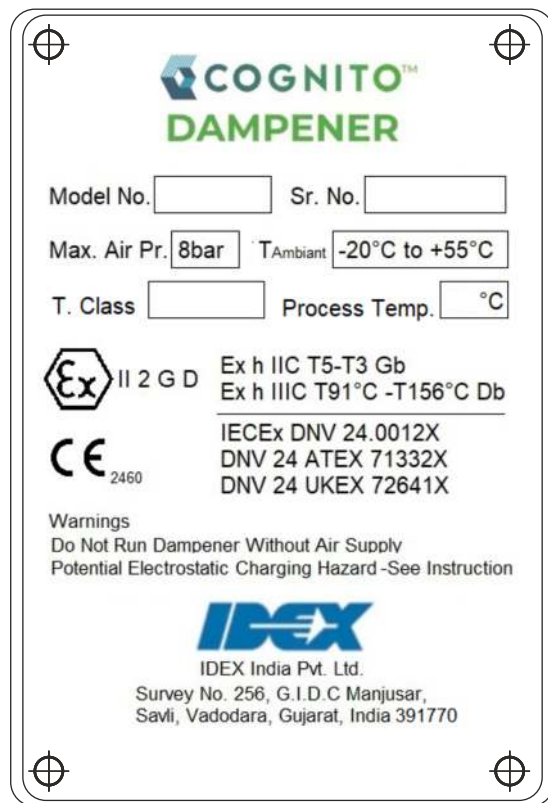 COGNITO™
DAMPENER
Model No. Sr. No.
Max. Air Pr. 8bar TAmbiant -20°C to +55°C
T. Class Process Temp. °C
Ex II 2 G D
Ex h IIC T5-T3 Gb
Ex h IIIC T91°C -T156°C Db
CE 2460
IECEx DNV 24.0012X
DNV 24 ATEX 71332X
DNV 24 UKEX 72641X
Warnings
Do Not Run Dampener Without Air Supply
Potential Electrostatic Charging Hazard -See Instruction
IDEX
IDEX India Pvt. Ltd.
Survey No. 256, G.I.D.C Manjusar,
Savli, Vadodara, Gujarat, India 391770